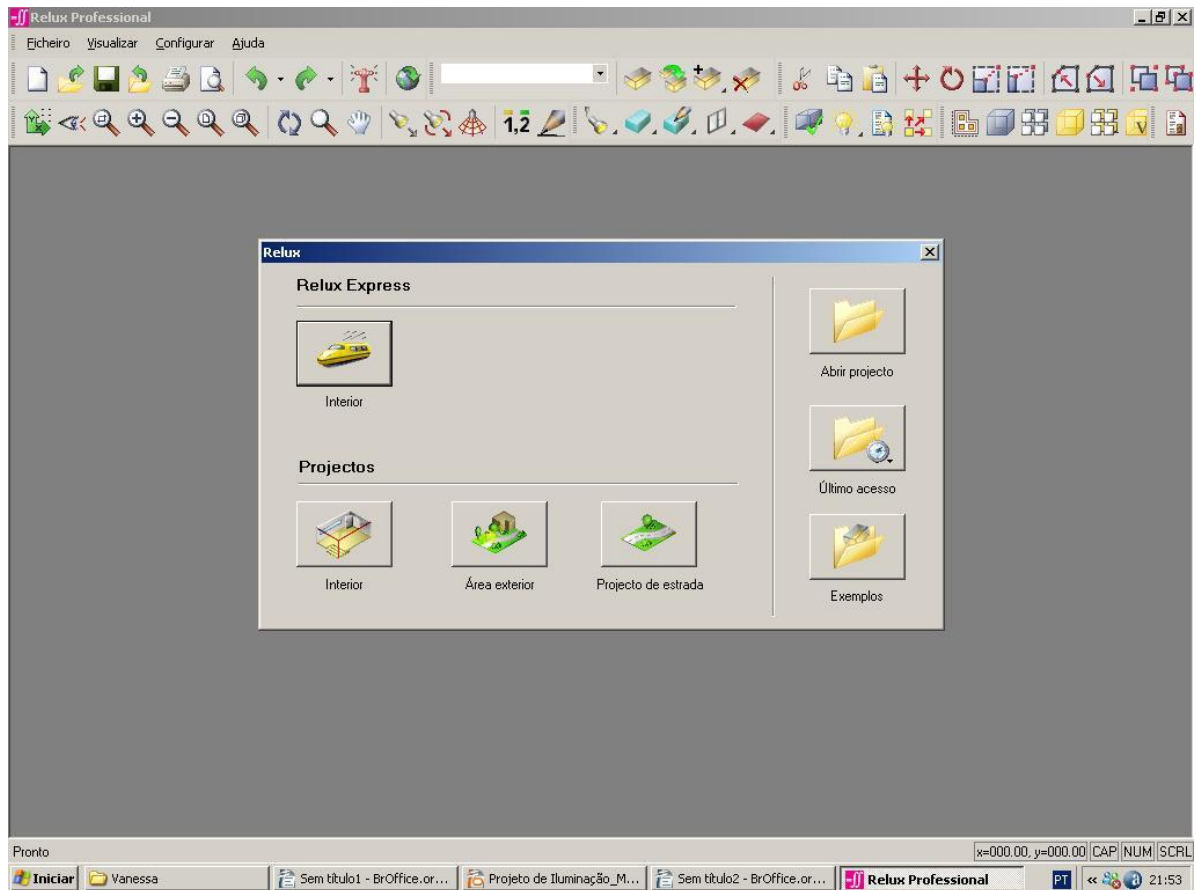 Relux Professional
Ficheiro Visualizar Configurar Ajuda
1,2
V
Relux
Relux Express
Interior
Abrir projecto
Último acesso
Projectos
Interior
Área exterior
Projecto de estrada
Exemplos
Pronto
x=000.00, y=000.00 CAP NUM SCRL
Iniciar Vanessa Sem título1 - BrOffice.or... Projeto de Iluminação_M... Sem título2 - BrOffice.or... Relux Professional PT « 21:53